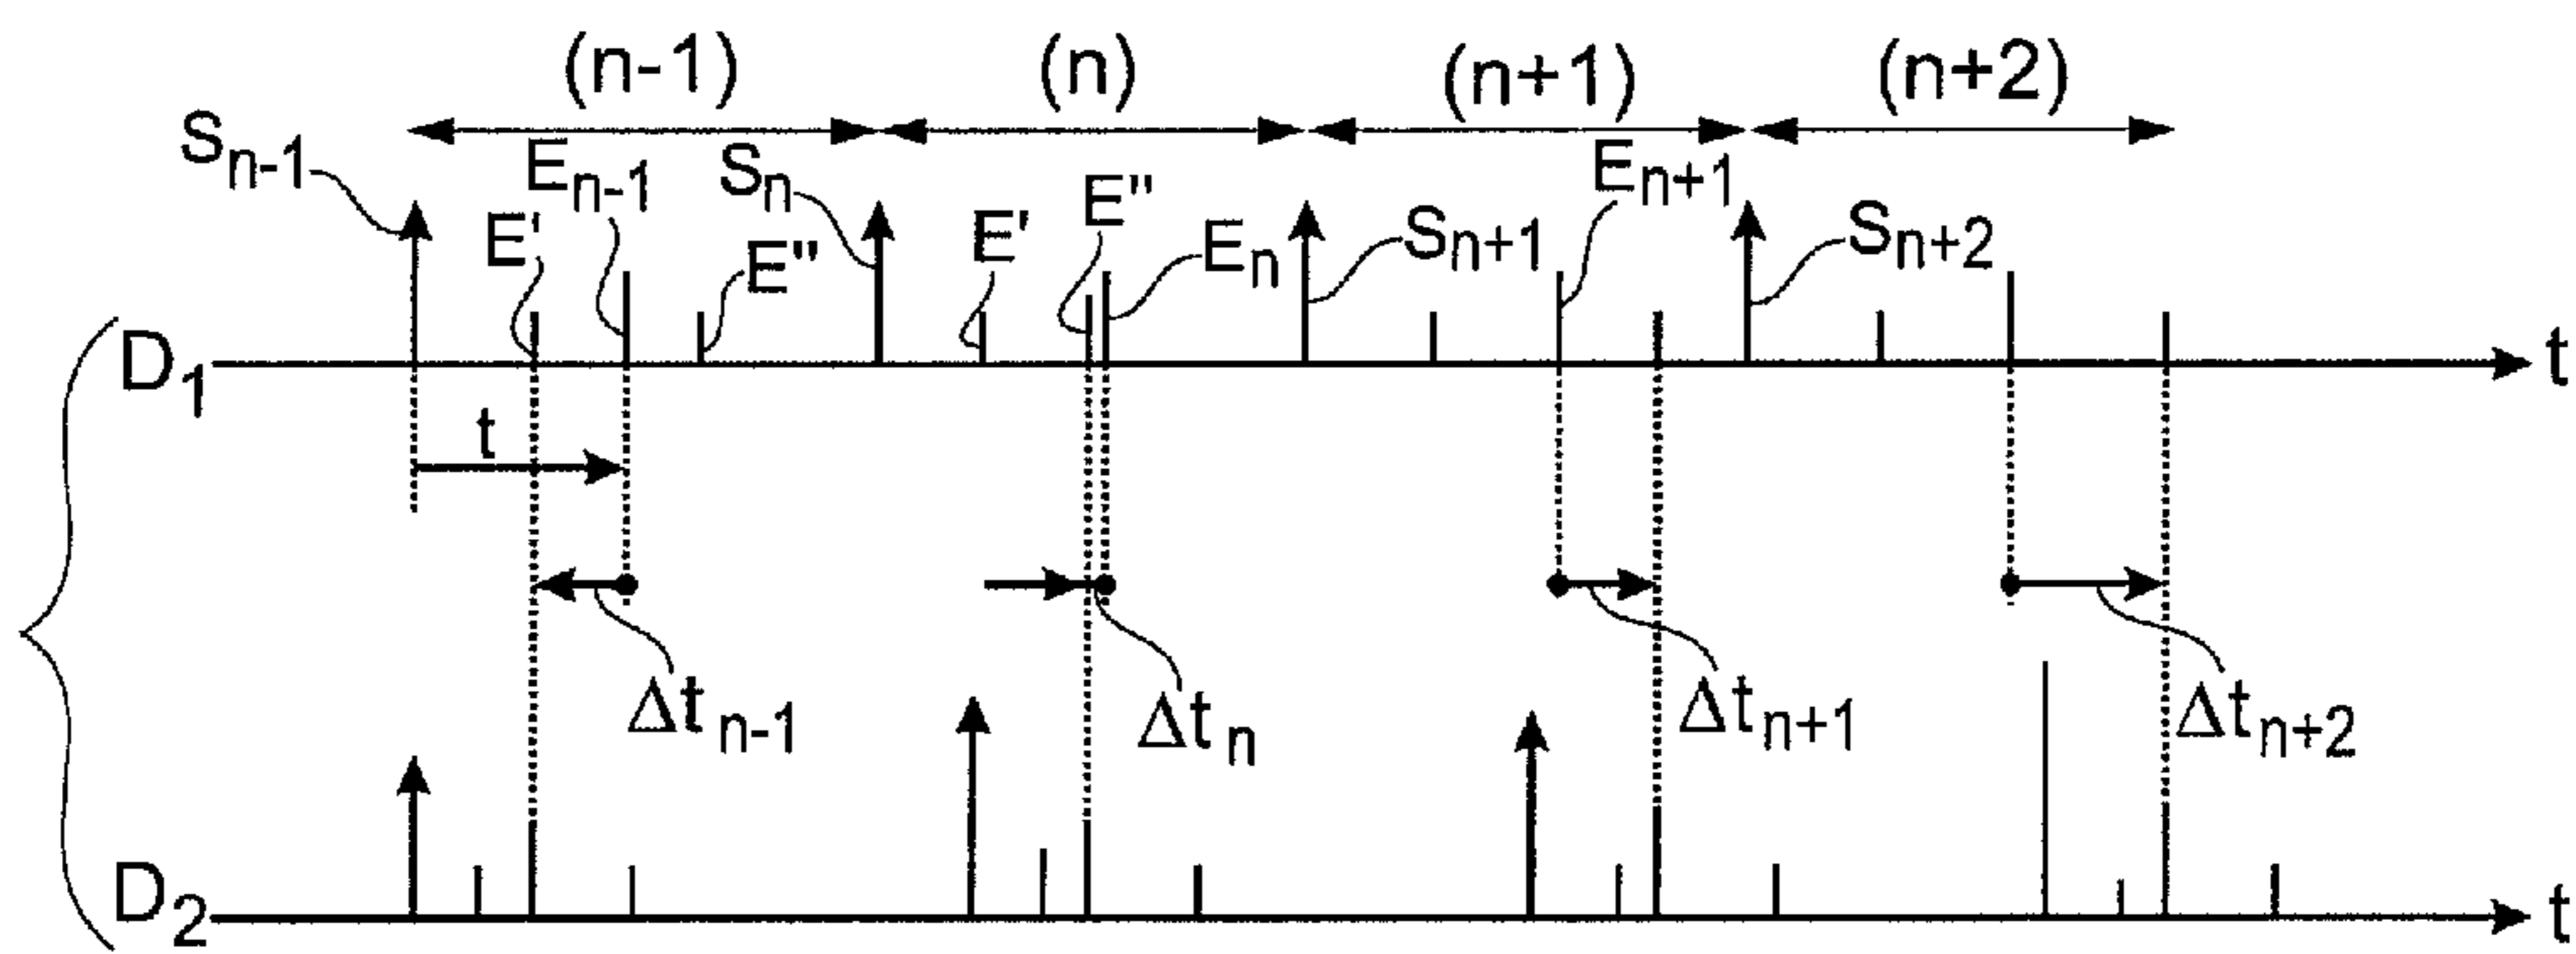 (n-1) (n) (n+1) (n+2)
Sn-1 En-1 Sn E" En+1
E' E" E' En Sn+1 Sn+2
D1 t
t
Δtn-1 Δtn Δtn+1 Δtn+2
D2 t